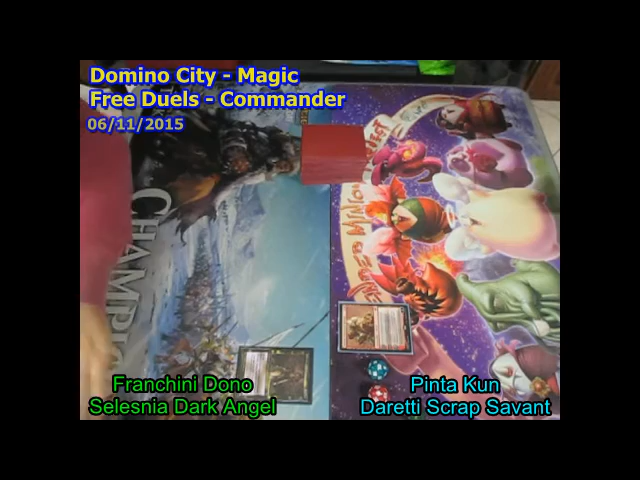 Domino City - Magic
Free Duels - Commander
06/11/2015
CHAMPI
Franchini Dono
Selesnia Dark Angel
Pinta Kun
Daretti Scrap Savant